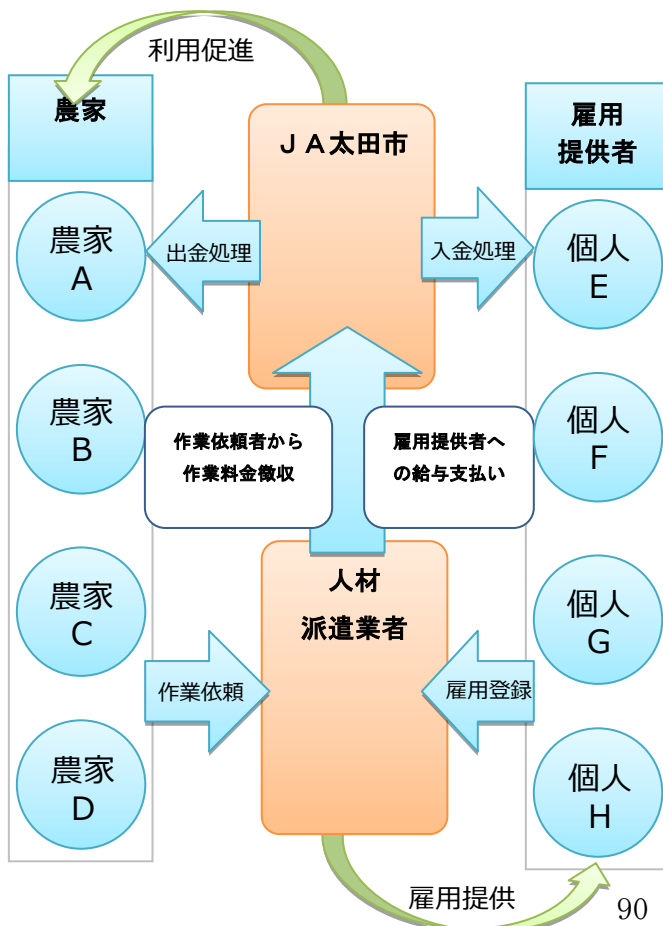 利用促進
農家
ＪＡ太田市
雇用
提供者
農家
A
出金処理
入金処理
個人
E
農家
B
作業依頼者から
作業料金徴収
雇用提供者へ
の給与支払い
個人
F
農家
C
人材
派遣業者
個人
G
作業依頼
雇用登録
農家
D
個人
H
雇用提供
90